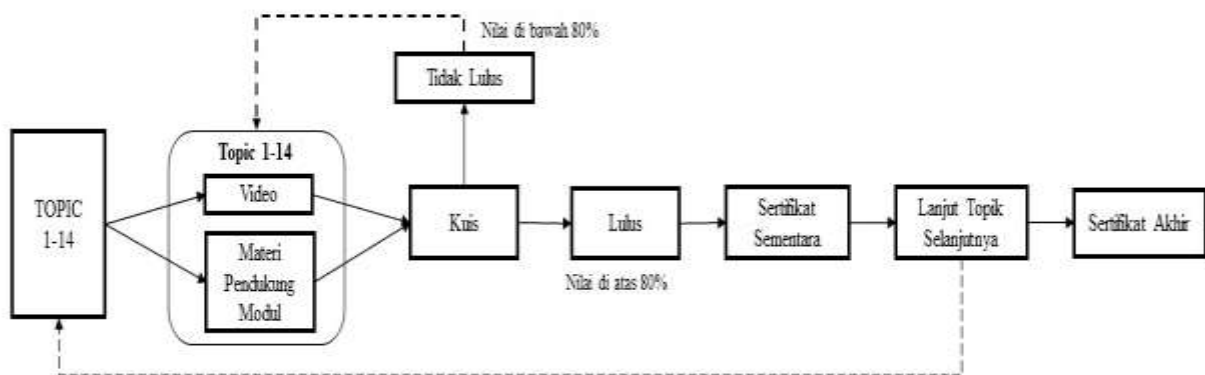 Nilai di bawah 80%
Tidak Lulus
TOPIC
1-14
Topic 1-14
Video
Materi
Pendukung
Modul
Kuis
Lulus
Nilai di atas 80%
Sertifikat
Sementara
Lanjut Topik
Selanjutnya
Sertifikat Akhir